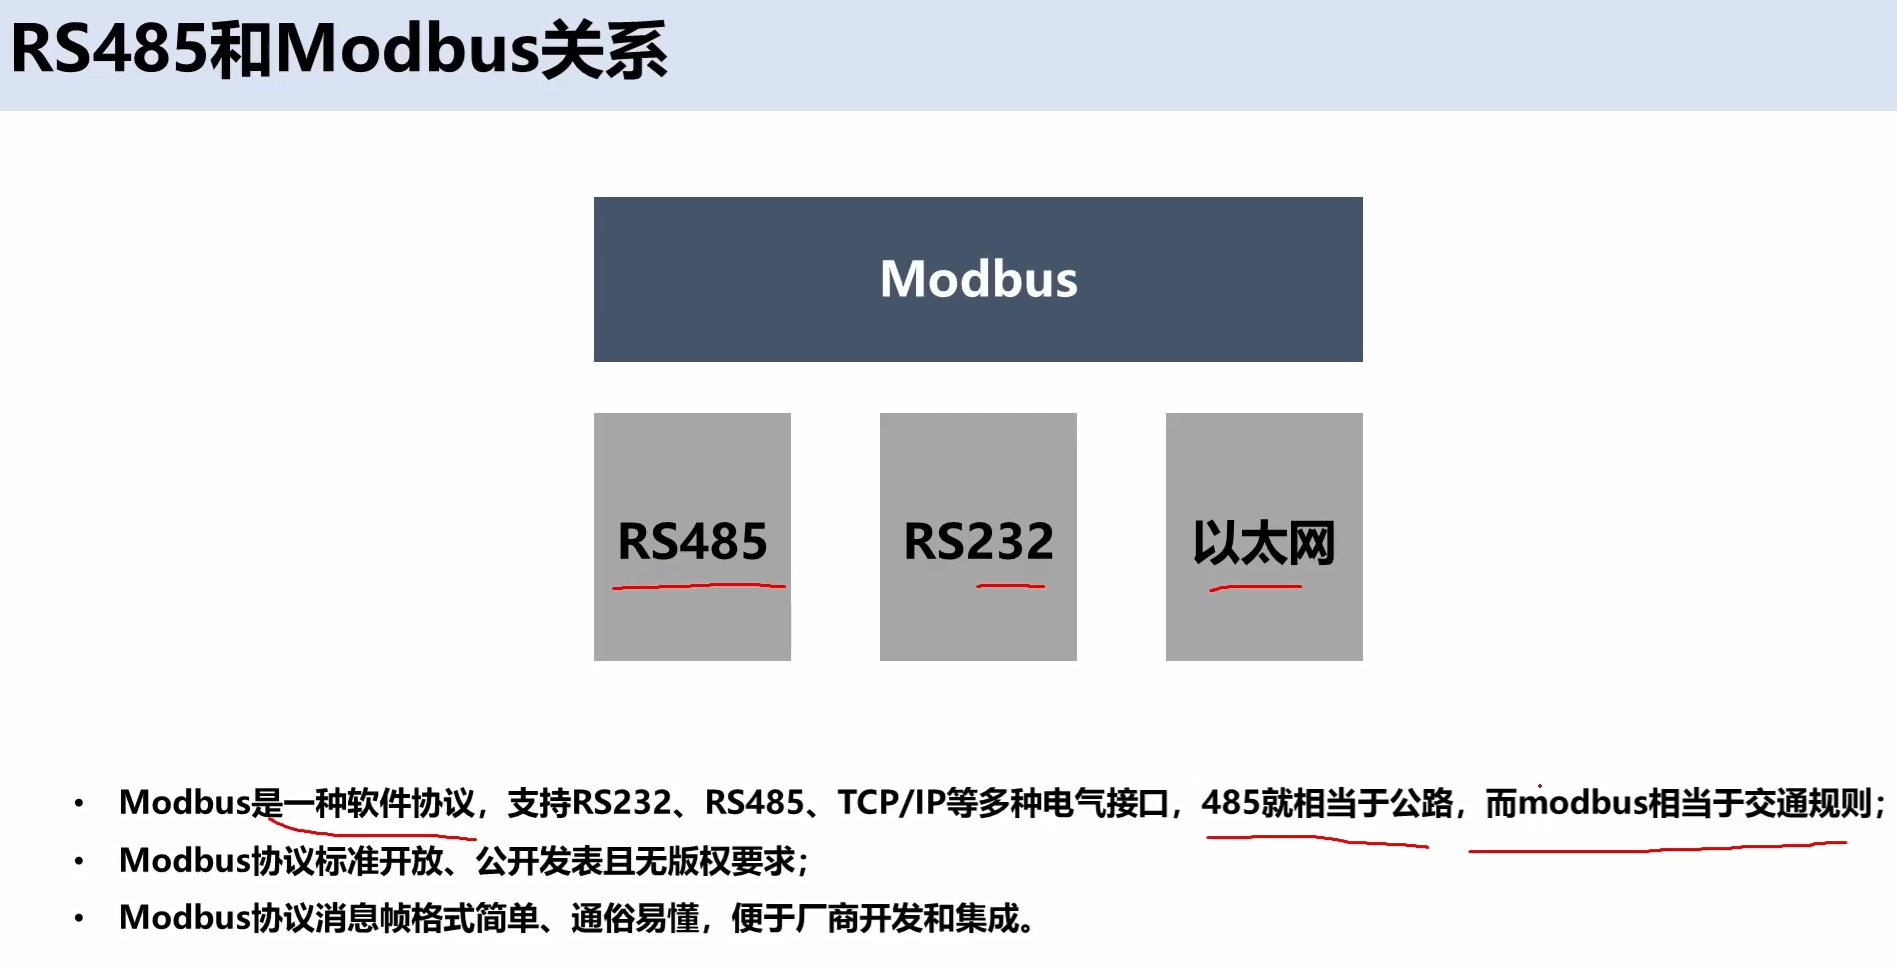 RS485和Modbus关系
Modbus
RS485
RS232
以太网
• Modbus是一种软件协议，支持RS232、RS485、TCP/IP等多种电气接口，485就相当于公路，而modbus相当于交通规则；
• Modbus协议标准开放、公开发表且无版权要求；
• Modbus协议消息帧格式简单、通俗易懂，便于厂商开发和集成。